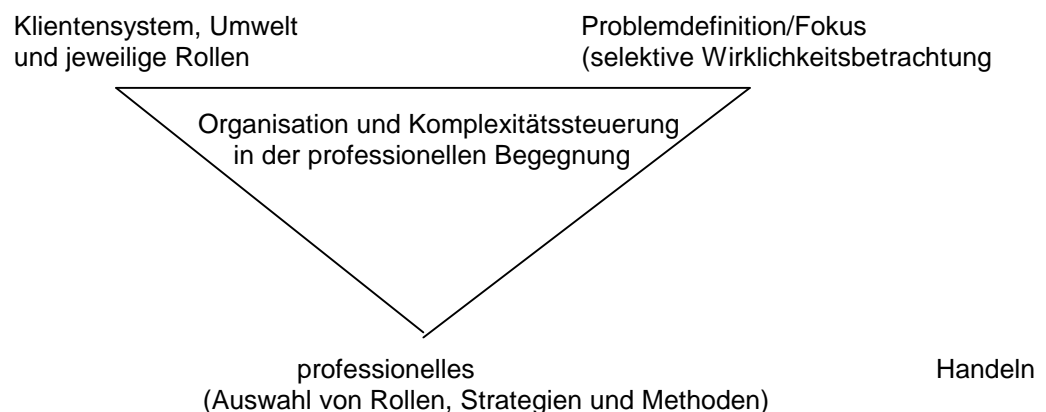 Klientensystem, Umwelt
und jeweilige Rollen
Problemdefinition/Fokus
(selektive Wirklichkeitsbetrachtung
Organisation und Komplexitätssteuerung
in der professionellen Begegnung
professionelles Handeln
(Auswahl von Rollen, Strategien und Methoden)